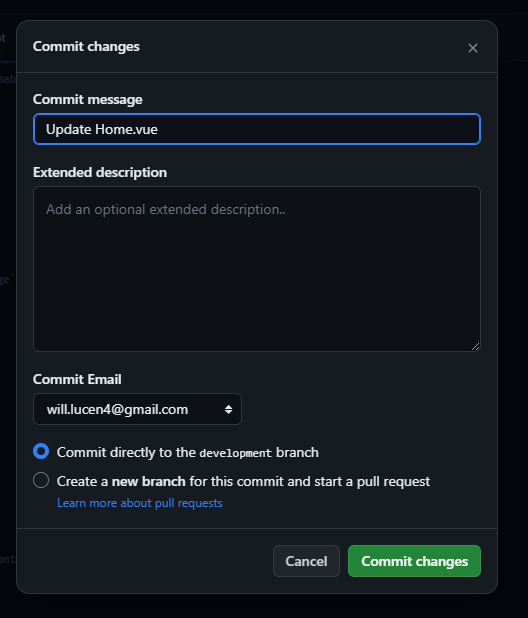 Commit changes
Commit message
Update Home.vue
Extended description
Add an optional extended description..
Commit Email
will.lucen4@gmail.com
Commit directly to the development branch
Create a new branch for this commit and start a pull request
Learn more about pull requests
Cancel
Commit changes